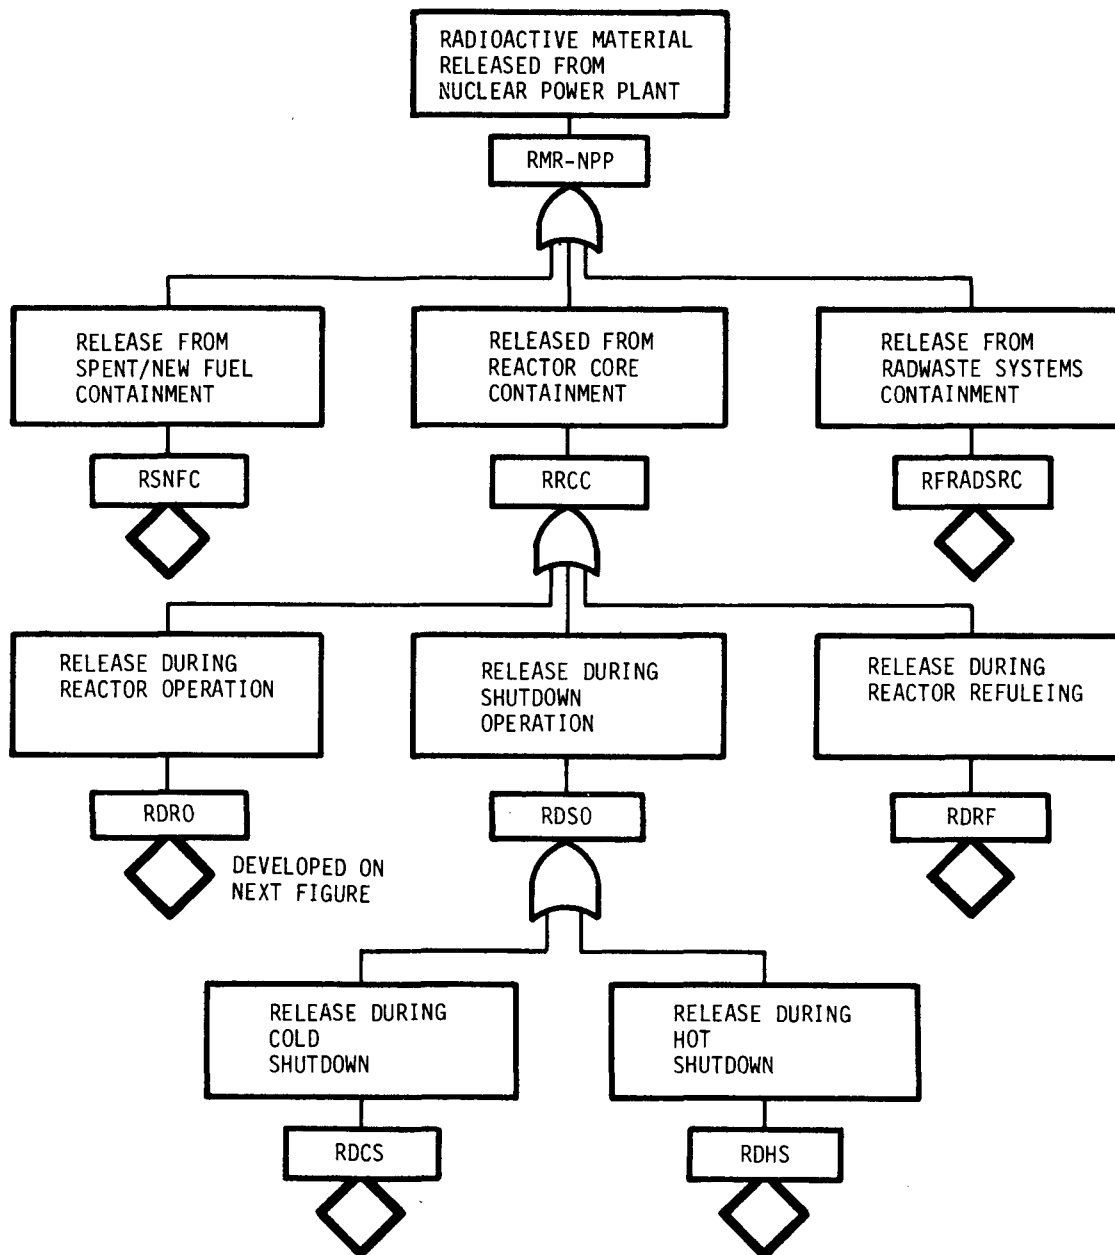 RADIOACTIVE MATERIAL
RELEASED FROM
NUCLEAR POWER PLANT
RMR-NPP
RELEASE FROM
SPENT/NEW FUEL
CONTAINMENT
RELEASED FROM
REACTOR CORE
CONTAINMENT
RELEASE FROM
RADWASTE SYSTEMS
CONTAINMENT
RSNFC
RRCC
RFRADSRC
RELEASE DURING
REACTOR OPERATION
RELEASE DURING
SHUTDOWN
OPERATION
RELEASE DURING
REACTOR REFULEING
RDRO
RDSO
RDRF
DEVELOPED ON
NEXT FIGURE
RELEASE DURING
COLD
SHUTDOWN
RELEASE DURING
HOT
SHUTDOWN
RDCS
RDHS